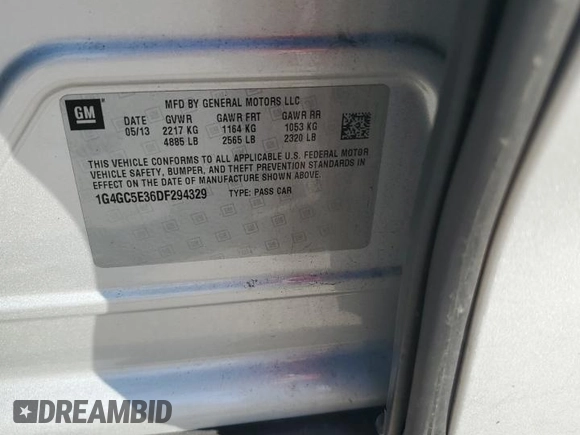 GM
MFD BY GENERAL MOTORS LLC
DATE GVWR GAWR FRT GAWR RR
05/13 2217 KG 1164 KG 1053 KG
4885 LB 2565 LB 2320 LB
THIS VEHICLE CONFORMS TO ALL APPLICABLE U.S. FEDERAL MOTOR
VEHICLE SAFETY, BUMPER, AND THEFT PREVENTION STANDARDS IN
EFFECT ON THE DATE OF MANUFACTURE SHOWN ABOVE.
1G4GC5E36DF294329 TYPE: PASS CAR
DREAMBID